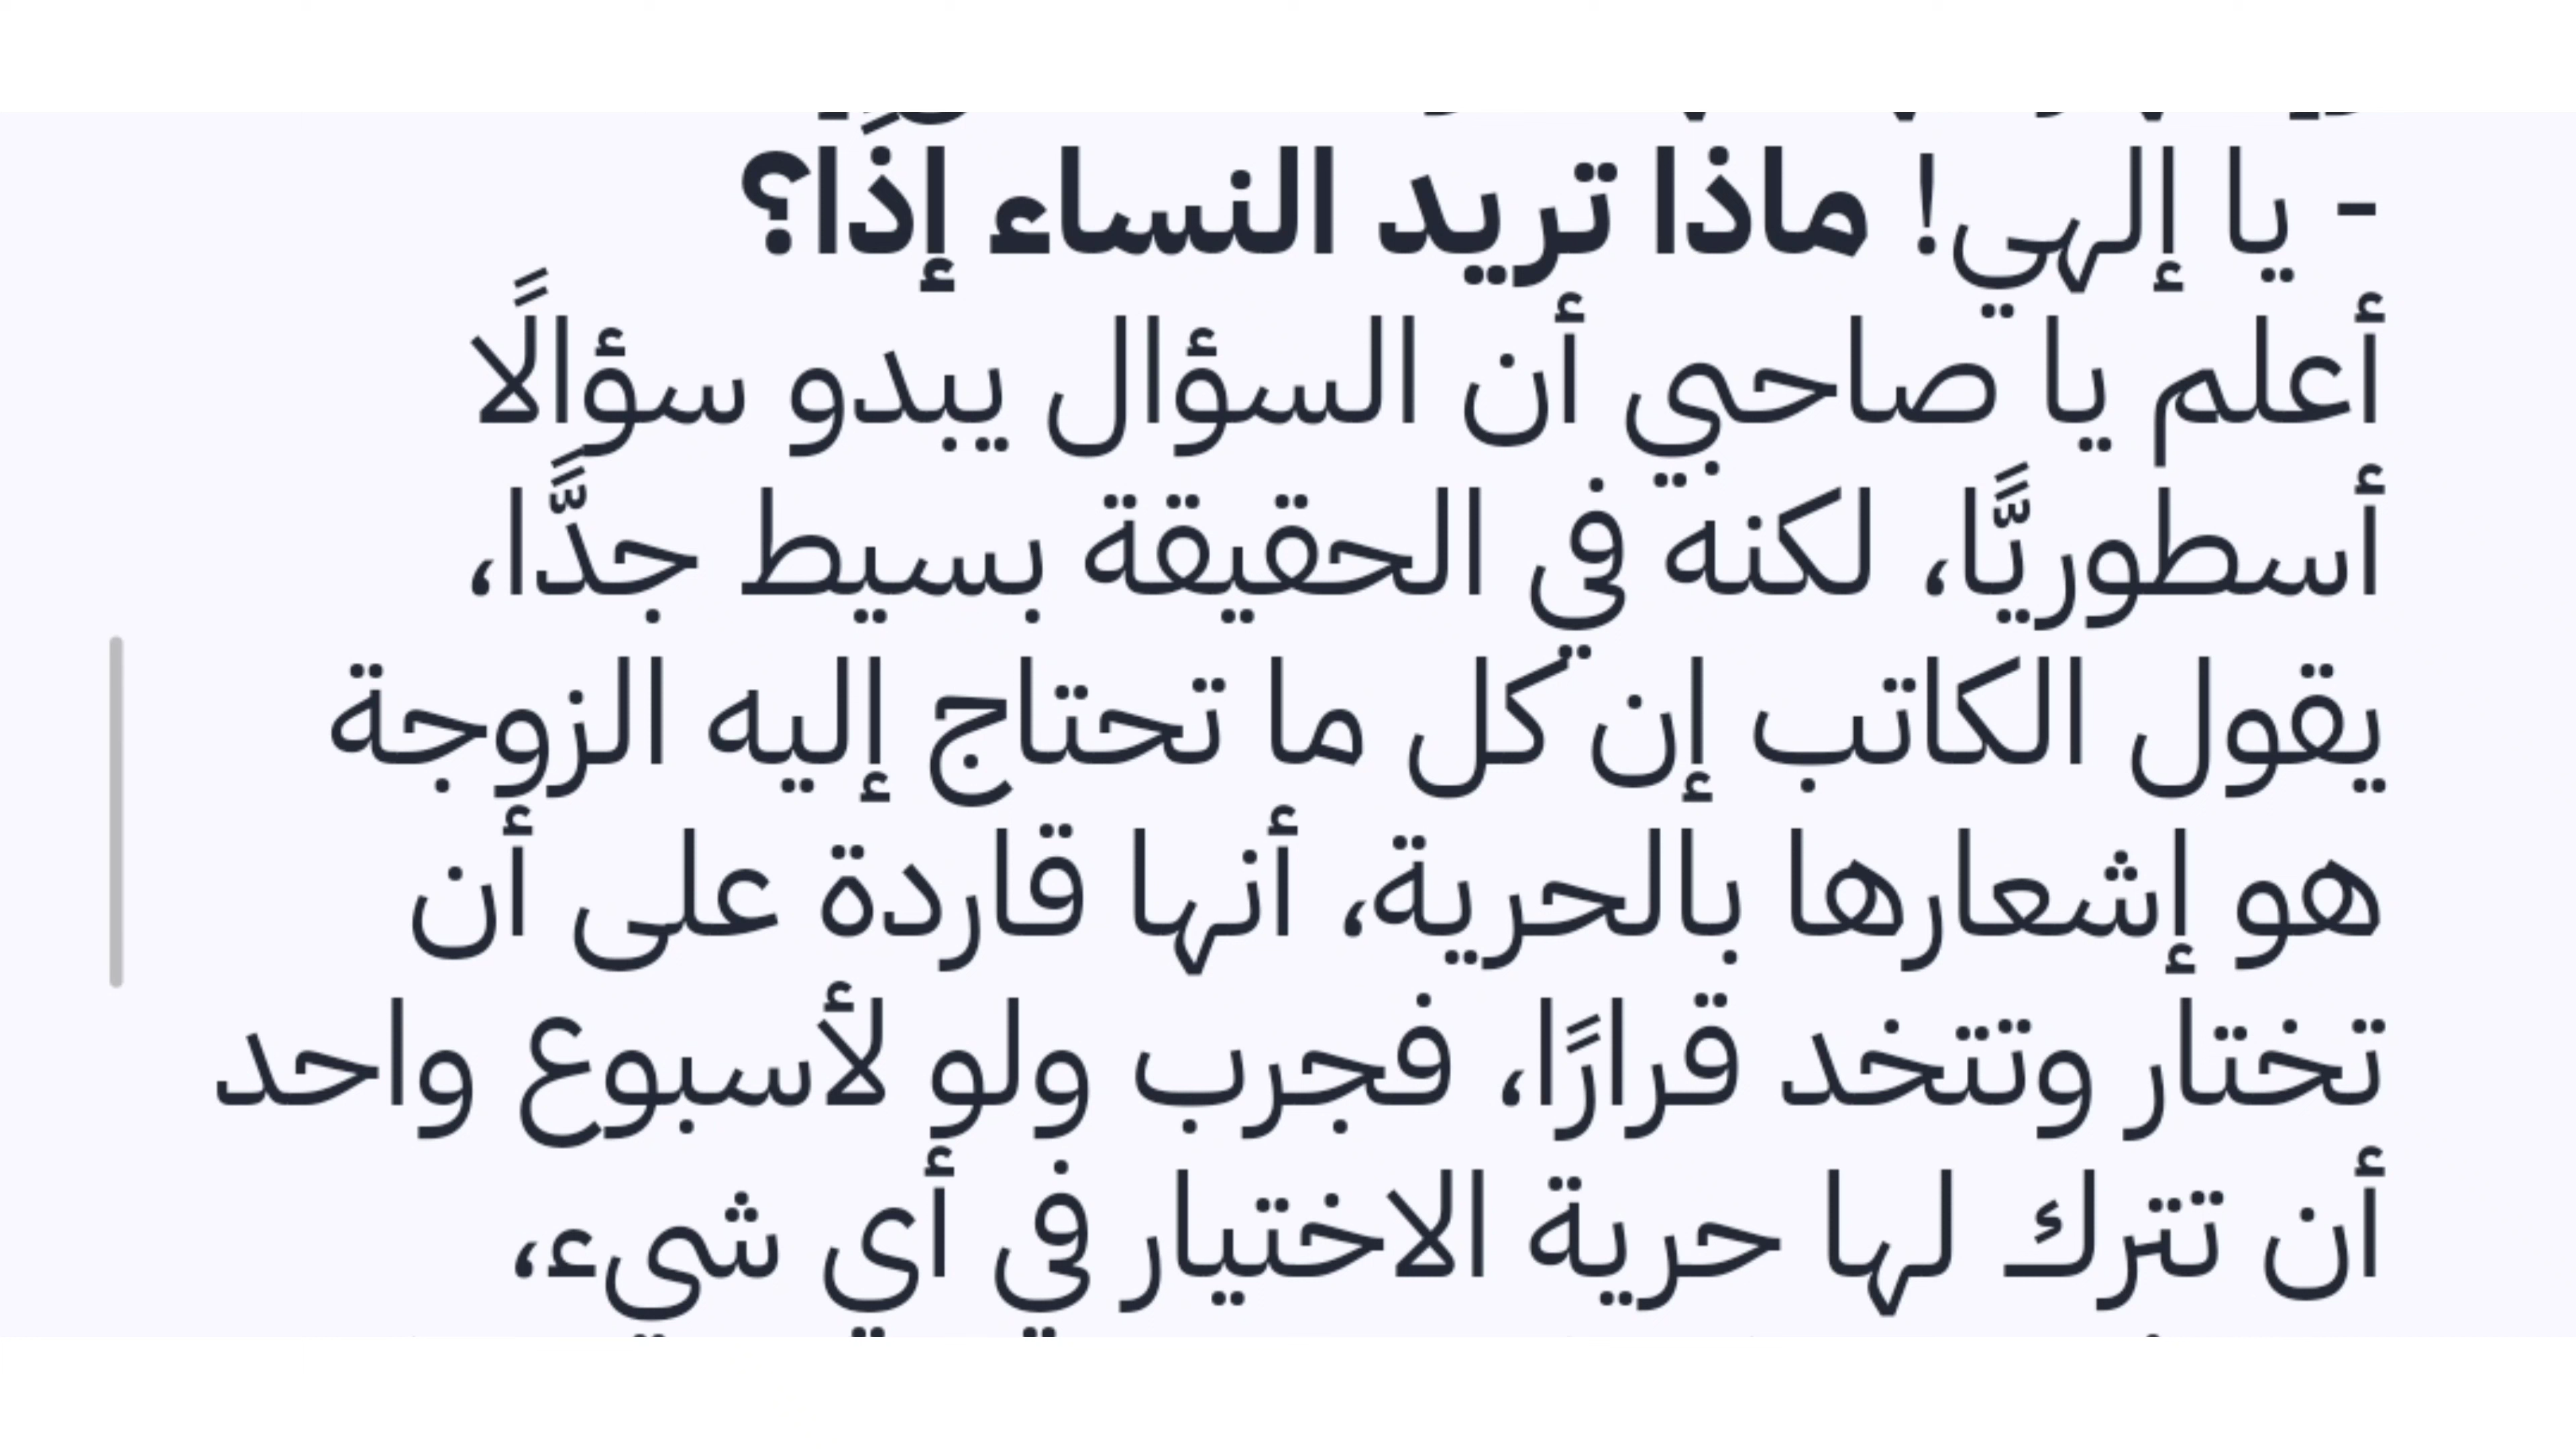 - يا إلهي! ماذا تريد النساء إذًا؟
أعلم يا صاحبي أن السؤال يبدو سؤالًا
أسطوريًّا، لكنه في الحقيقة بسيط جدًّا،
يقول الكاتب إن كل ما تحتاج إليه الزوجة
هو إشعارها بالحرية، أنها قاردة على أن
تختار وتتخد قرارًا، فجرب ولو لأسبوع واحد
أن تترك لها حرية الاختيار في أي شيء،